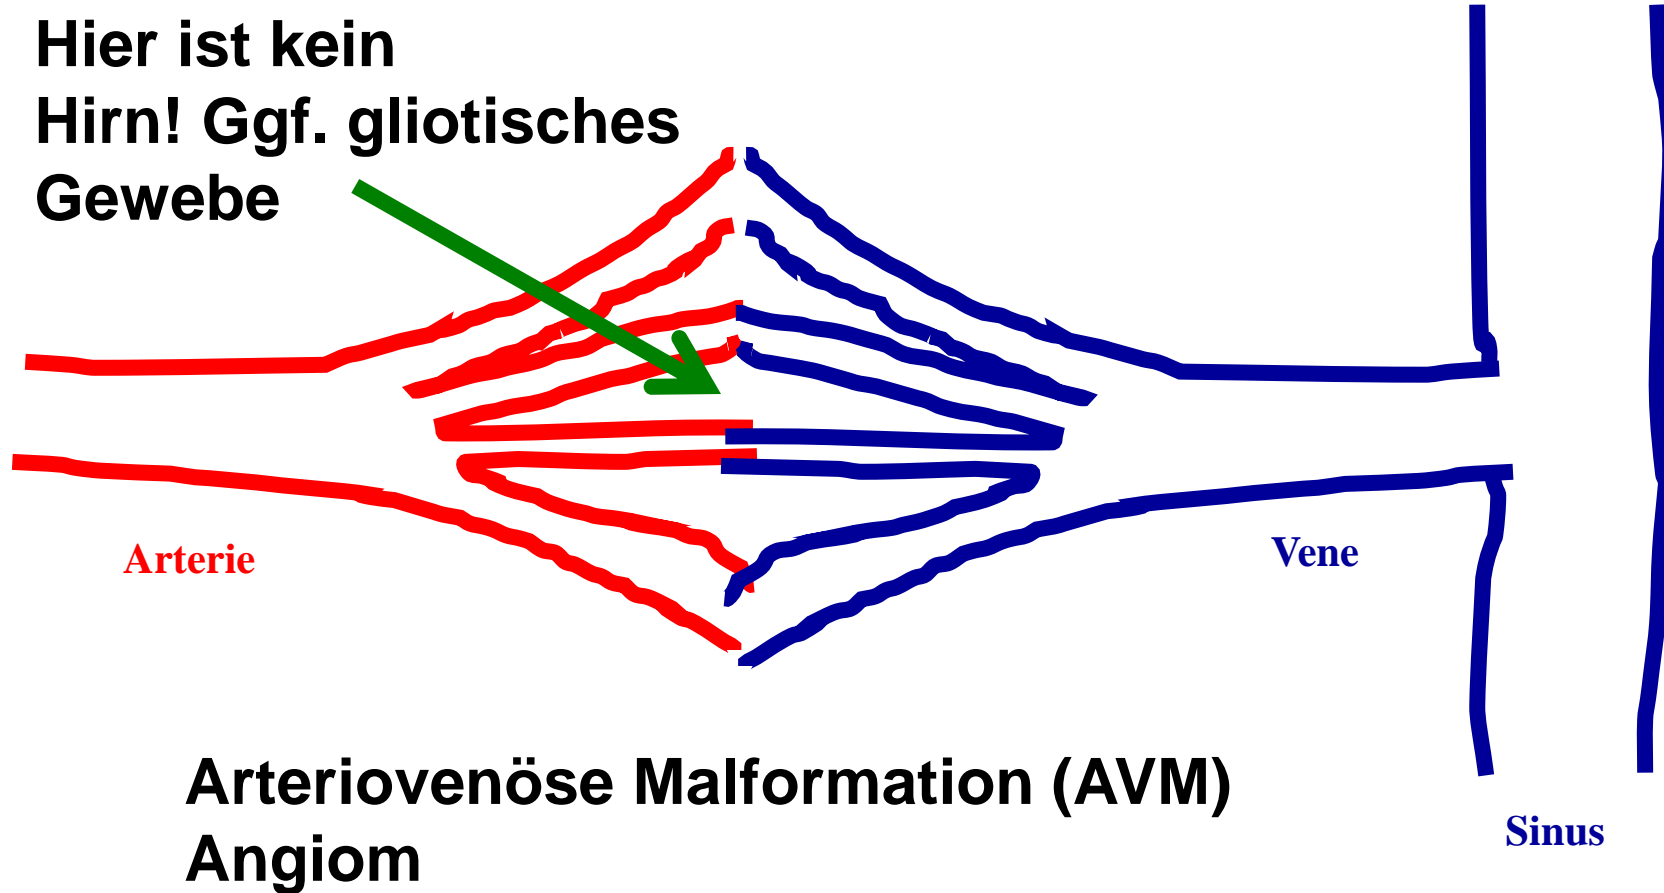 Hier ist kein
Hirn! Ggf. gliotisches
Gewebe
Arterie
Vene
Arteriovenöse Malformation (AVM)
Angiom
Sinus